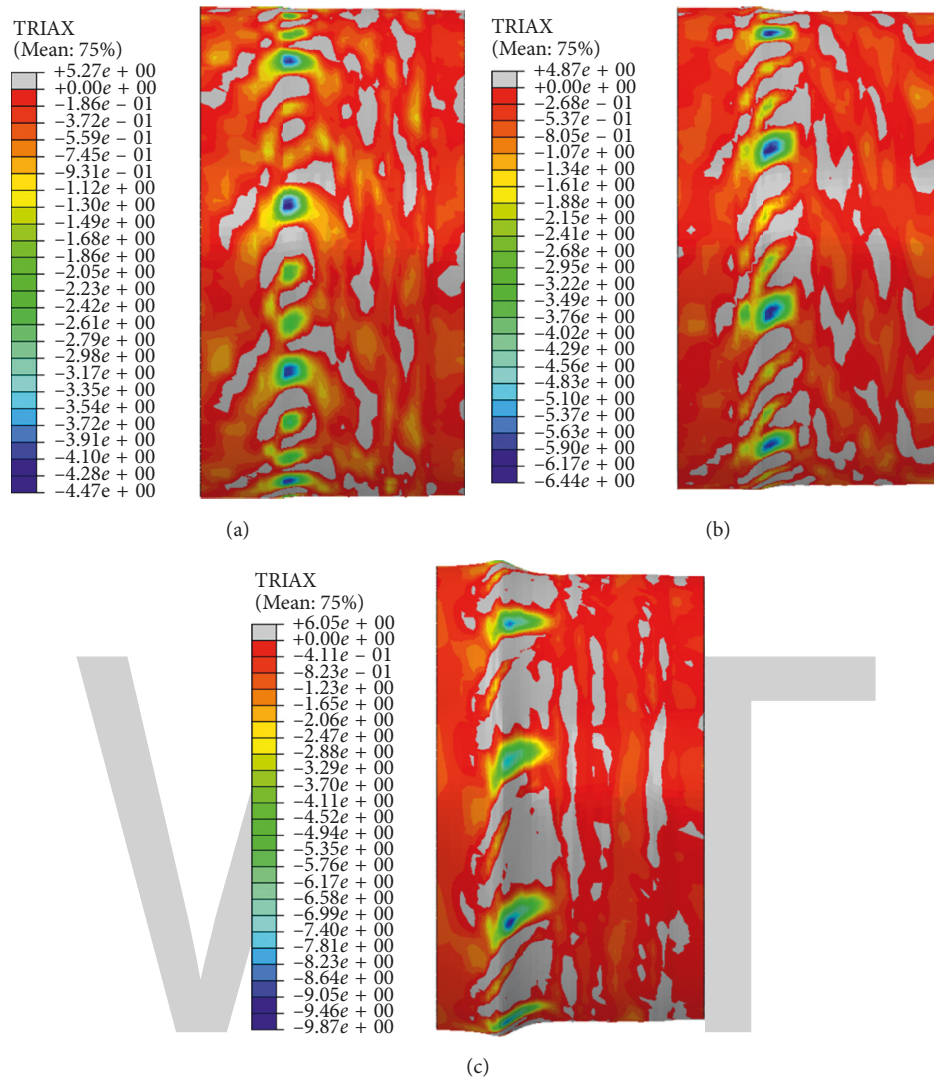 TRIAX
(Mean: 75%)
+5.27e + 00
+0.00e + 00
−1.86e − 01
−3.72e − 01
−5.59e − 01
−7.45e − 01
−9.31e − 01
−1.12e + 00
−1.30e + 00
−1.49e + 00
−1.68e + 00
−1.86e + 00
−2.05e + 00
−2.23e + 00
−2.42e + 00
−2.61e + 00
−2.79e + 00
−2.98e + 00
−3.17e + 00
−3.35e + 00
−3.54e + 00
−3.72e + 00
−3.91e + 00
−4.10e + 00
−4.28e + 00
−4.47e + 00
(a)
TRIAX
(Mean: 75%)
+4.87e + 00
+0.00e + 00
−2.68e − 01
−5.37e − 01
−8.05e − 01
−1.07e + 00
−1.34e + 00
−1.61e + 00
−1.88e + 00
−2.15e + 00
−2.41e + 00
−2.68e + 00
−2.95e + 00
−3.22e + 00
−3.49e + 00
−3.76e + 00
−4.02e + 00
−4.29e + 00
−4.56e + 00
−4.83e + 00
−5.10e + 00
−5.37e + 00
−5.63e + 00
−5.90e + 00
−6.17e + 00
−6.44e + 00
(b)
TRIAX
(Mean: 75%)
+6.05e + 00
+0.00e + 00
−4.11e − 01
−8.23e − 01
−1.23e + 00
−1.65e + 00
−2.06e + 00
−2.47e + 00
−2.88e + 00
−3.29e + 00
−3.70e + 00
−4.11e + 00
−4.52e + 00
−4.94e + 00
−5.35e + 00
−5.76e + 00
−6.17e + 00
−6.58e + 00
−6.99e + 00
−7.40e + 00
−7.81e + 00
−8.23e + 00
−8.64e + 00
−9.05e + 00
−9.46e + 00
−9.87e + 00
(c)